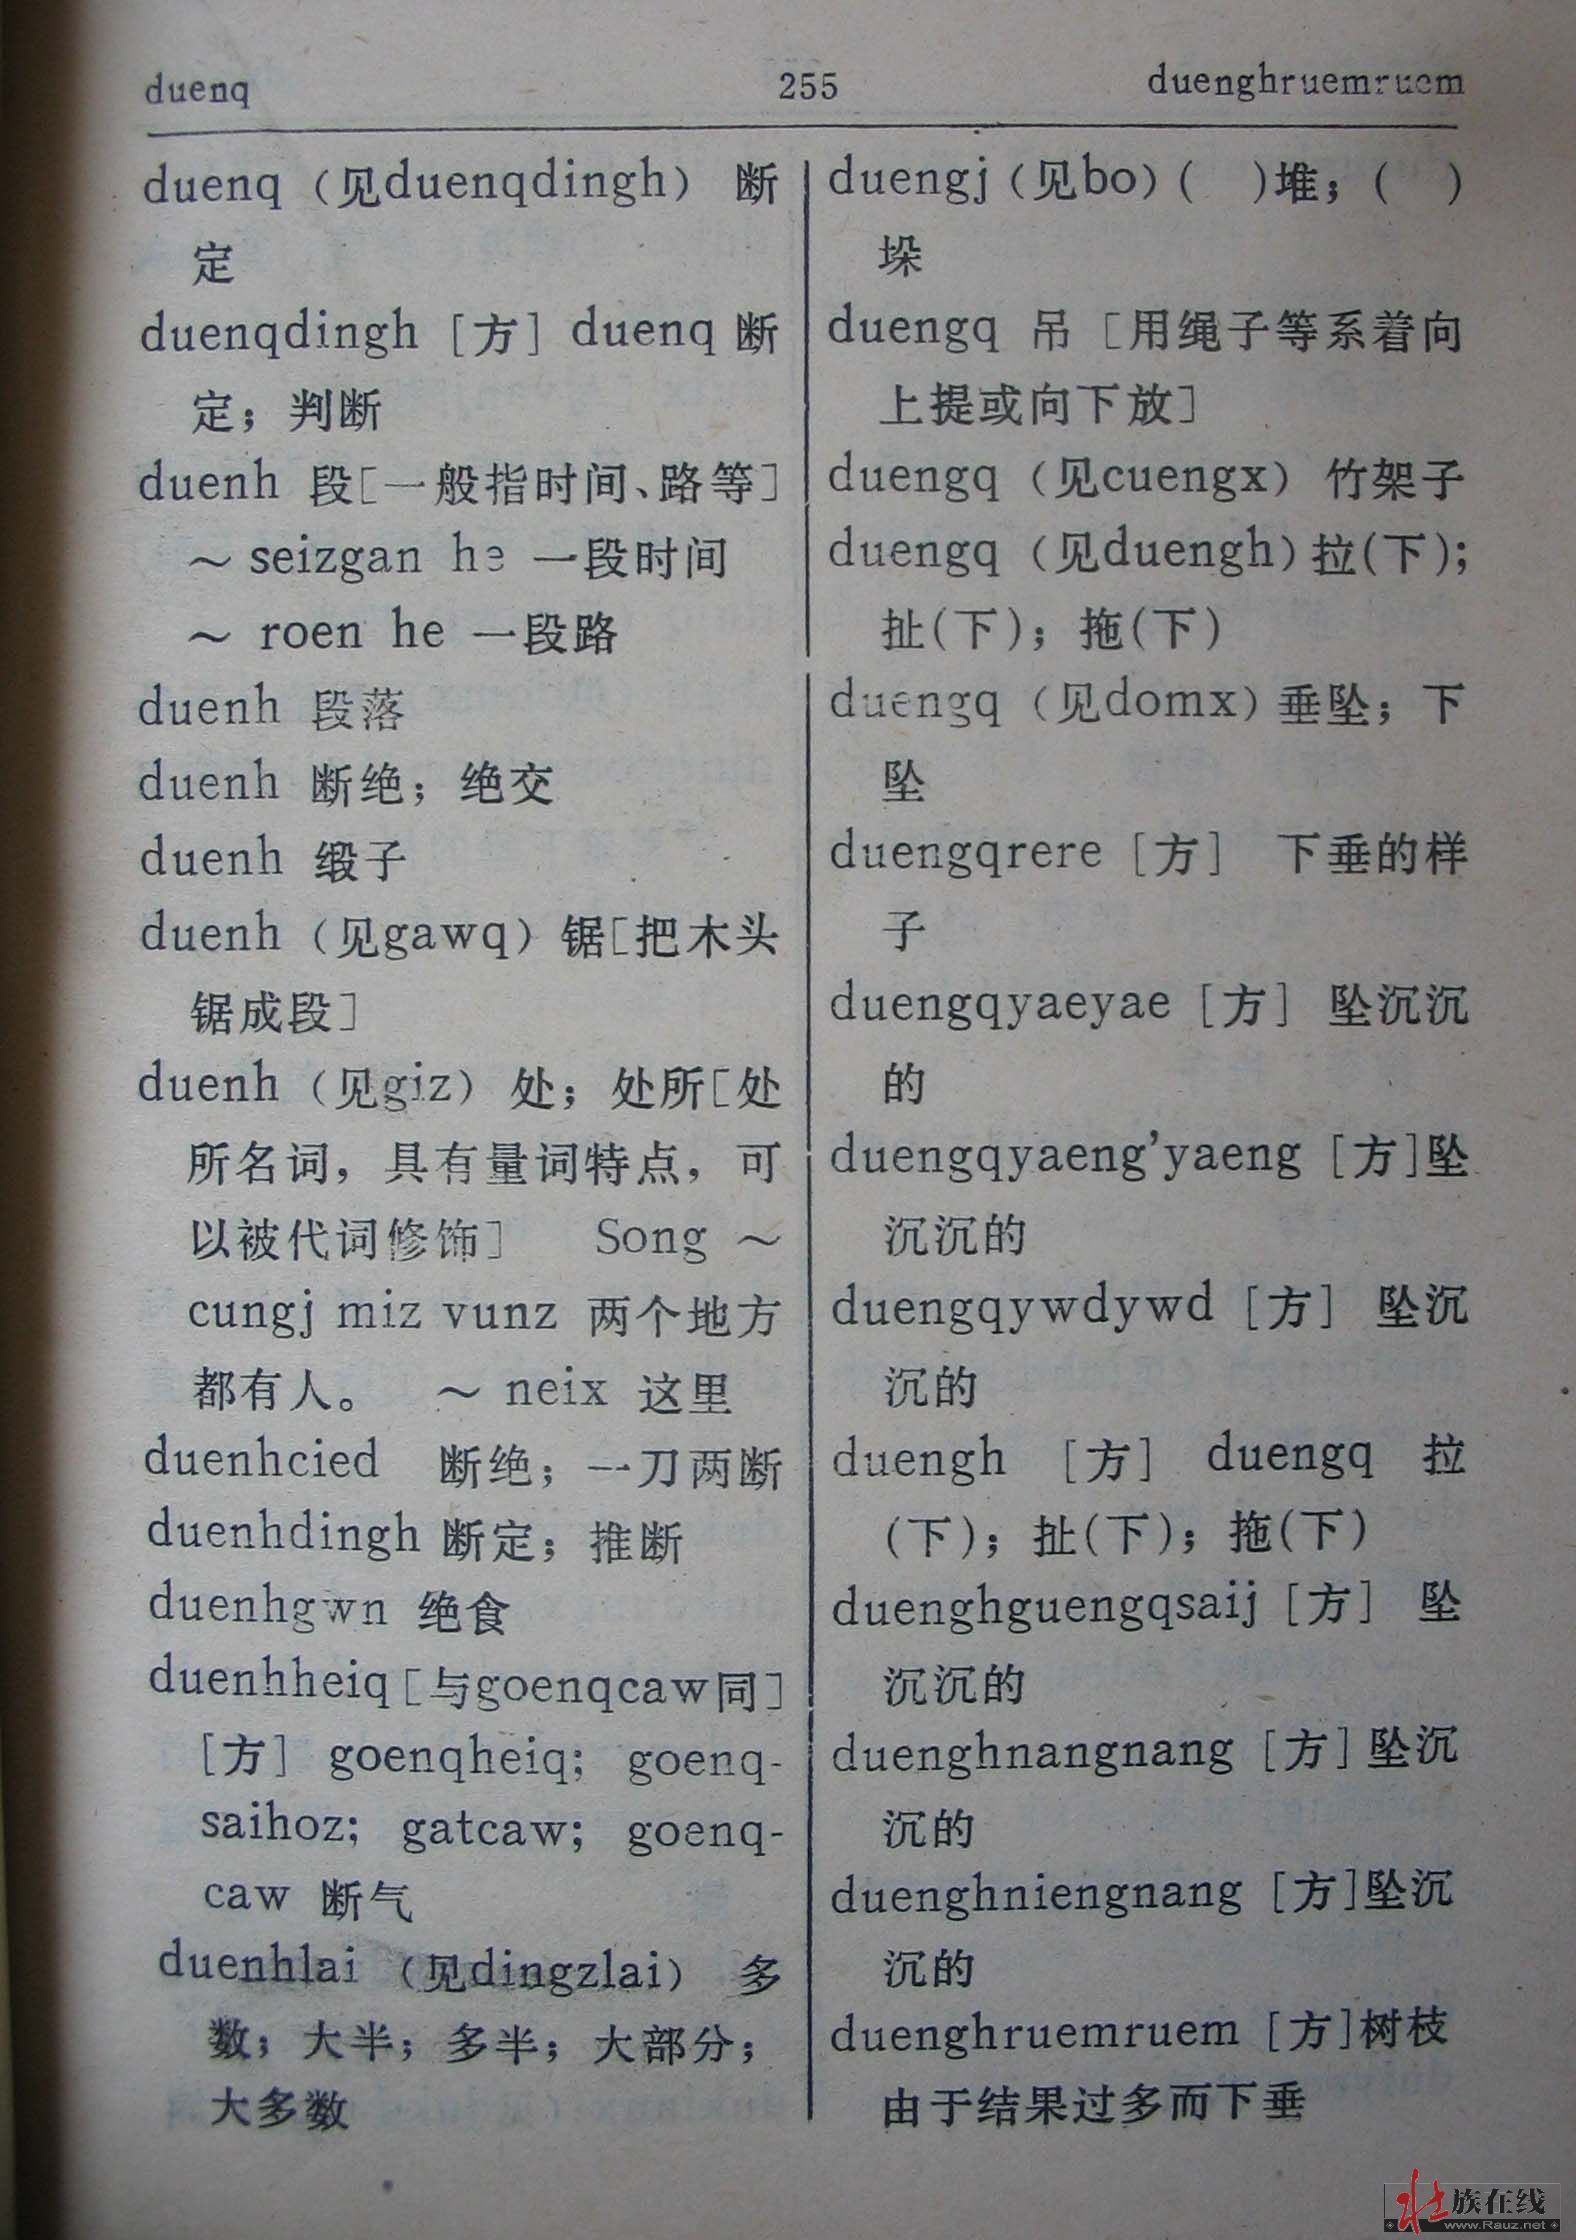 duenq 255 duenghruemruem
duenq (见duenqdingh) 断
定
duenqdingh [方] duenq 断
定；判断
duenh 段[一般指时间、路等]
～ seizgan he 一段时间
～ roen he 一段路
duenh 段落
duenh 断绝；绝交
duenh 缎子
duenh (见gawq) 锯[把木头
锯成段]
duenh (见giz) 处；处所[处
所名词，具有量词特点，可
以被代词修饰] Song ～
cungj miz vunz 两个地方
都有人。 ～ neix 这里
duenhcied 断绝；一刀两断
duenhdingh 断定；推断
duenhgwn 绝食
duenhheiq [与goenqcaw同]
[方] goenqheiq; goenq-
saihoz; gatcaw; goenq-
caw 断气
duenhlai (见dingzlai) 多
数；大半；多半；大部分；
大多数
duengj (见bo) ( )堆；( )
垛
duengq 吊 [用绳子等系着向
上提或向下放]
duengq (见cuengx) 竹架子
duengq (见duengh) 拉(下)；
扯(下)；拖(下)
duengq (见domx) 垂坠；下
坠
duengqrere [方] 下垂的样
子
duengqyaeyae [方] 坠沉沉
的
duengqyaeng'yaeng [方]坠
沉沉的
duengqywdywd [方] 坠沉
沉的
duengh [方] duengq 拉
(下)；扯(下)；拖(下)
duenghguengqsaij [方] 坠
沉沉的
duenghnangnang [方] 坠沉
沉的
duenghniengnang [方]坠沉
沉的
duenghruemruem [方]树枝
由于结果过多而下垂
壮族在线
www.Rauz.net